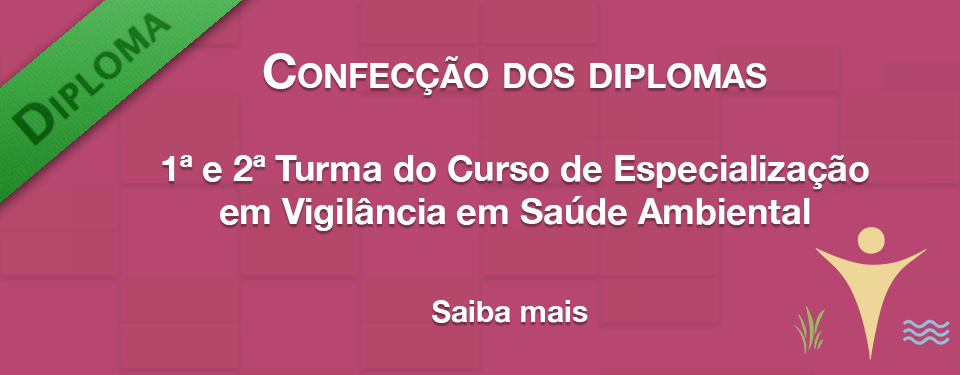 DIPLOMA
CONFECÇÃO DOS DIPLOMAS
1ª e 2ª Turma do Curso de Especialização
em Vigilância em Saúde Ambiental
Saiba mais